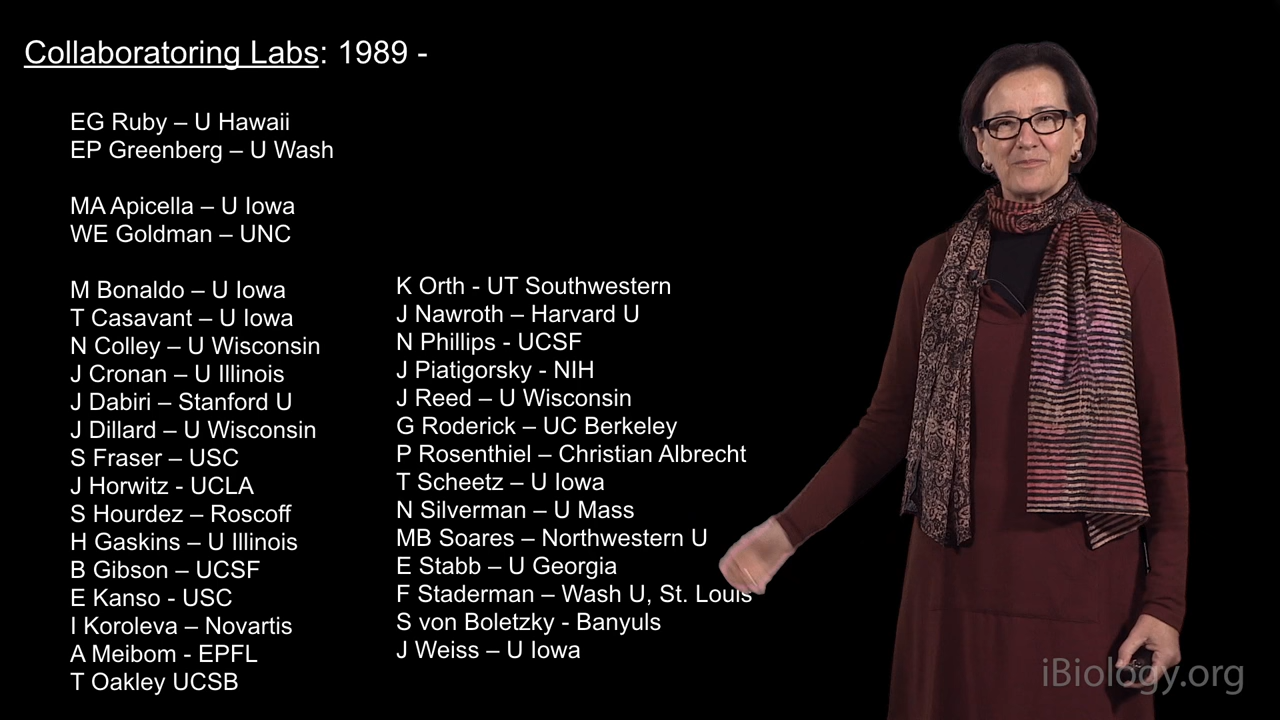 Collaboratoring Labs: 1989 -
EG Ruby – U Hawaii
EP Greenberg – U Wash
MA Apicella – U Iowa
WE Goldman – UNC
M Bonaldo – U Iowa
T Casavant – U Iowa
N Colley – U Wisconsin
J Cronan – U Illinois
J Dabiri – Stanford U
J Dillard – U Wisconsin
S Fraser – USC
J Horwitz - UCLA
S Hourdez – Roscoff
H Gaskins – U Illinois
B Gibson – UCSF
E Kanso - USC
I Koroleva – Novartis
A Meibom - EPFL
T Oakley UCSB
K Orth - UT Southwestern
J Nawroth – Harvard U
N Phillips - UCSF
J Piatigorsky - NIH
J Reed – U Wisconsin
G Roderick – UC Berkeley
P Rosenthiel – Christian Albrecht
T Scheetz – U Iowa
N Silverman – U Mass
MB Soares – Northwestern U
E Stabb – U Georgia
F Staderman – Wash U, St. Louis
S von Boletzky - Banyuls
J Weiss – U Iowa
iBiology.org